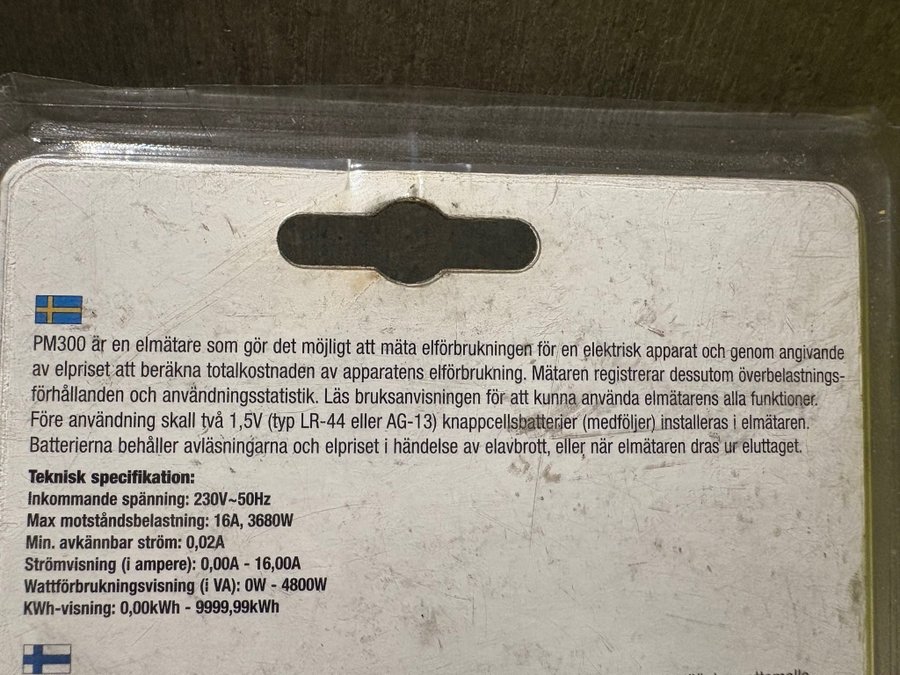 PM300 är en elmätare som gör det möjligt att mäta elförbrukningen för en elektrisk apparat och genom angivande
av elpriset att beräkna totalkostnaden av apparatens elförbrukning. Mätaren registrerar dessutom överbelastnings-
förhållanden och användningsstatistik. Läs bruksanvisningen för att kunna använda elmätarens alla funktioner.
Före användning skall två 1,5V (typ LR-44 eller AG-13) knappcellsbatterier (medföljer) installeras i elmätaren.
Batterierna behåller avläsningarna och elpriset i händelse av elavbrott, eller när elmätaren dras ur eluttaget.
Teknisk specifikation:
Inkommande spänning: 230V~50Hz
Max motståndsbelastning: 16A, 3680W
Min. avkännbar ström: 0,02A
Strömvisning (i ampere): 0,00A - 16,00A
Wattförbrukningsvisning (i VA): 0W - 4800W
KWh-visning: 0,00kWh - 9999,99kWh